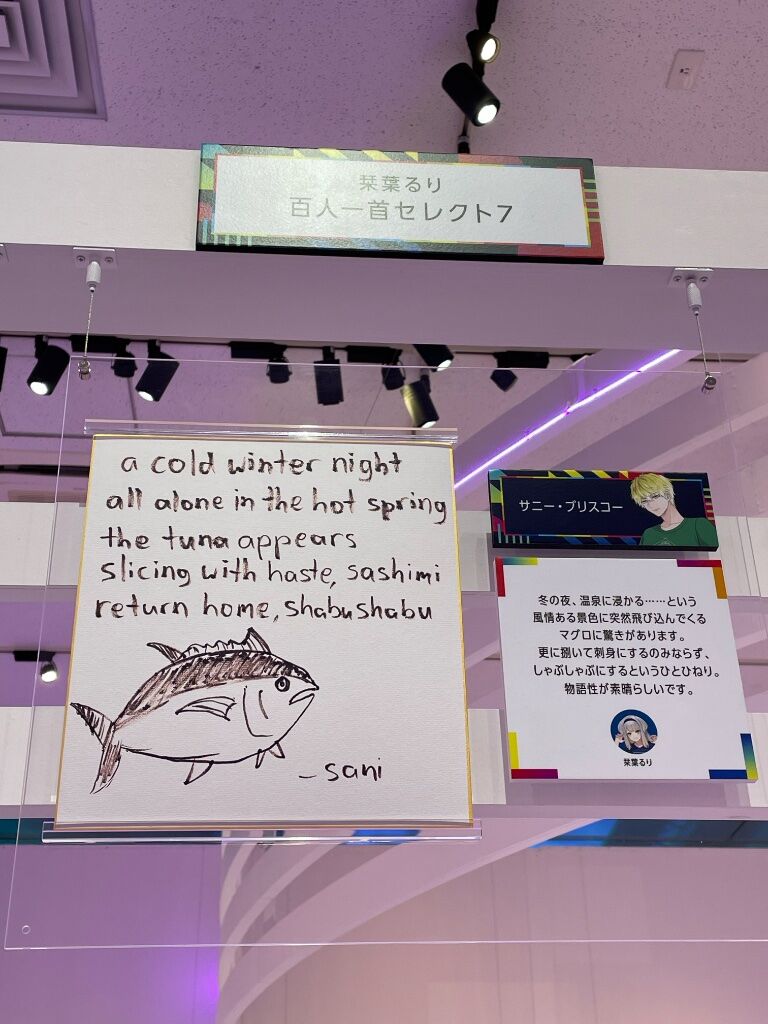 栞葉るり
百人一首セレクト7
a cold winter night
all alone in the hot spring
the tuna appears
slicing with haste, sashimi
return home, shabushabu
– sani
サニー・ブリスコー
冬の夜、温泉に浸かる……という
風情ある景色に突然飛び込んでくる
マグロに驚きがあります。
更に捌いて刺身にするのみならず、
しゃぶしゃぶにするというひとひねり。
物語性が素晴らしいです。
栞葉るり